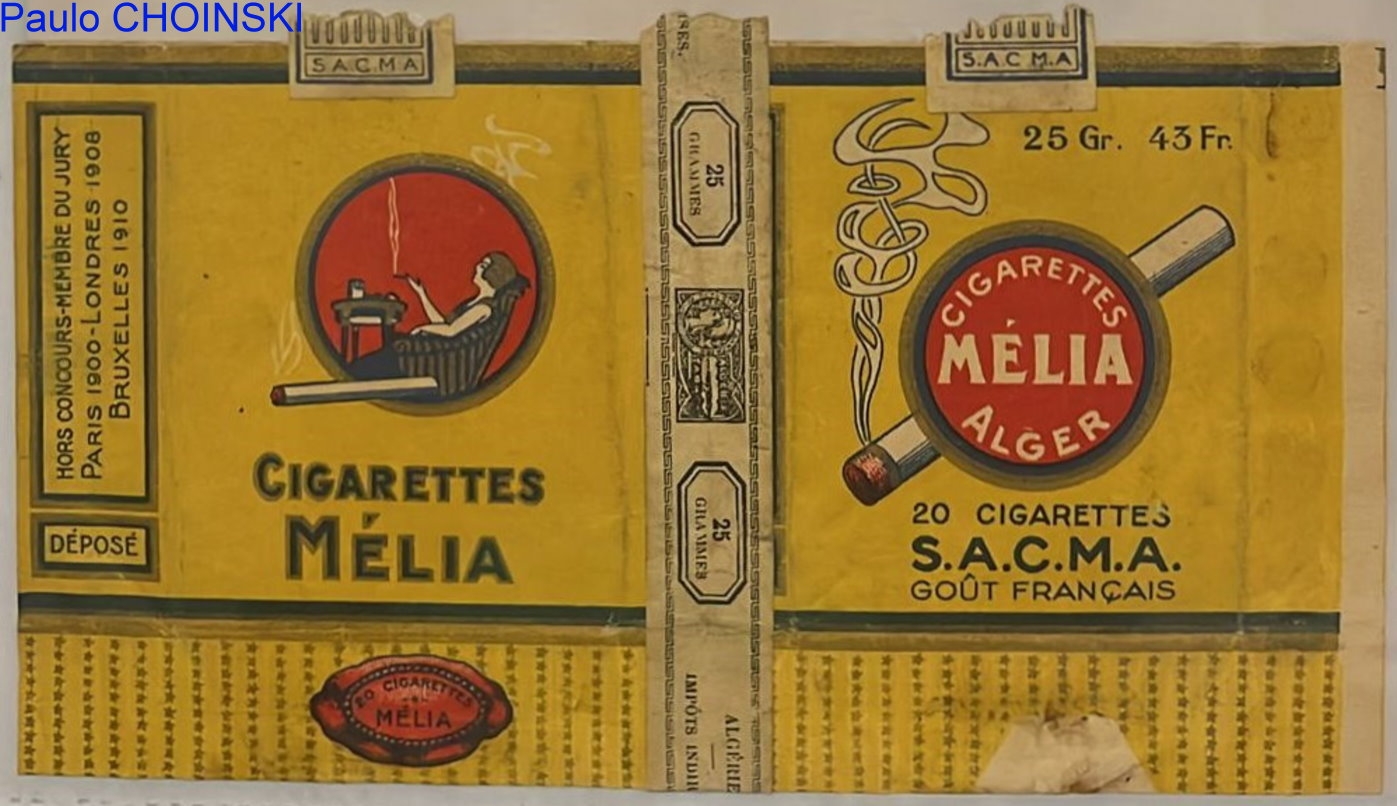 Paulo CHOINSKI
S.A.C.M.A
HORS CONCOURS-MEMBRE DU JURY
PARIS 1900-LONDRES 1908
BRUXELLES 1910
DÉPOSÉ
CIGARETTES
MÉLIA
20 CIGARETTES
MÉLIA
25
GRAMMES
25
GRAMMES
ALGÉRIE
IMPÔTS
S.A.C.M.A
25 Gr. 43 Fr.
CIGARETTES
MÉLIA
ALGER
20 CIGARETTES
S.A.C.M.A.
GOÛT FRANÇAIS